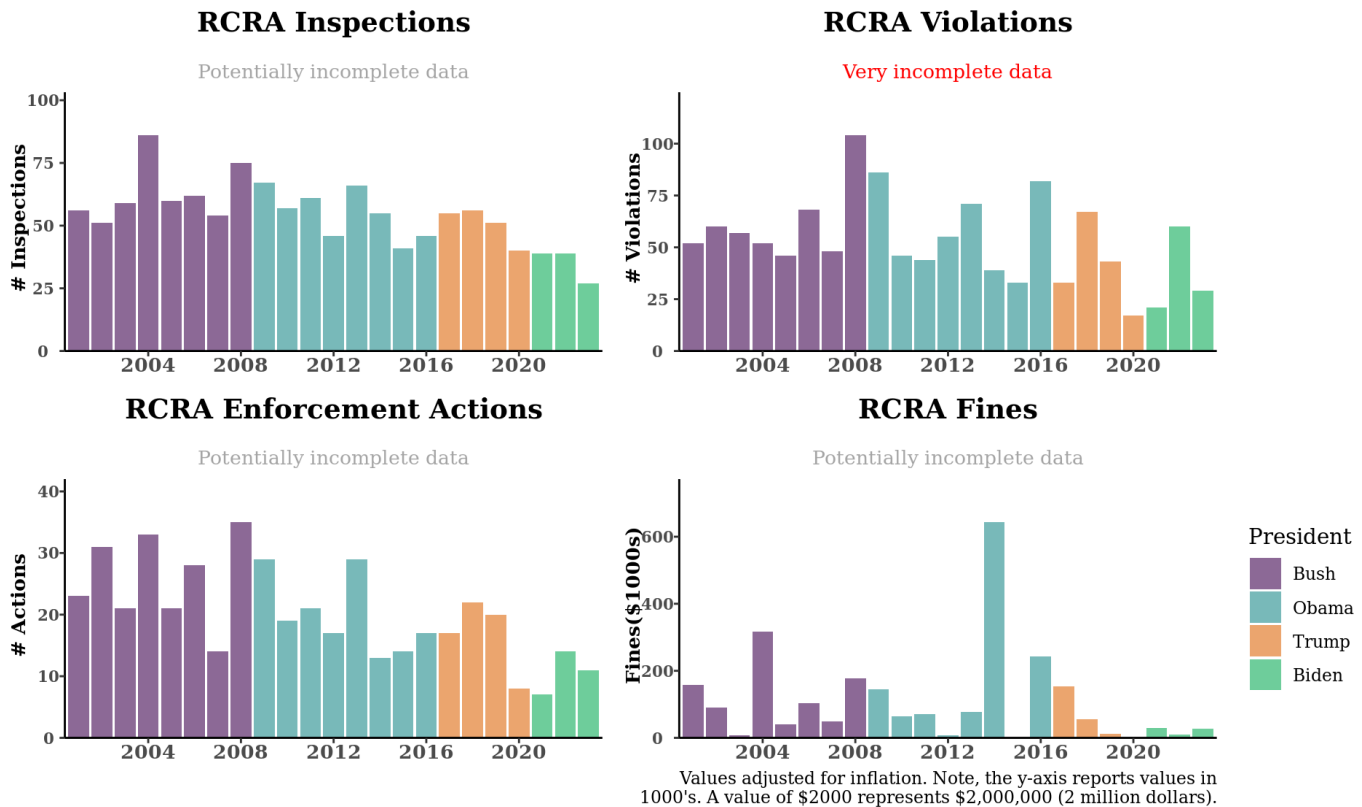 RCRA Inspections
Potentially incomplete data
# Inspections
100
75
50
25
0
2004 2008 2012 2016 2020
RCRA Violations
Very incomplete data
# Violations
100
75
50
25
0
2004 2008 2012 2016 2020
RCRA Enforcement Actions
Potentially incomplete data
# Actions
40
30
20
10
0
2004 2008 2012 2016 2020
RCRA Fines
Potentially incomplete data
Fines($1000s)
600
400
200
0
2004 2008 2012 2016 2020
President
Bush
Obama
Trump
Biden
Values adjusted for inflation. Note, the y-axis reports values in
1000's. A value of $2000 represents $2,000,000 (2 million dollars).